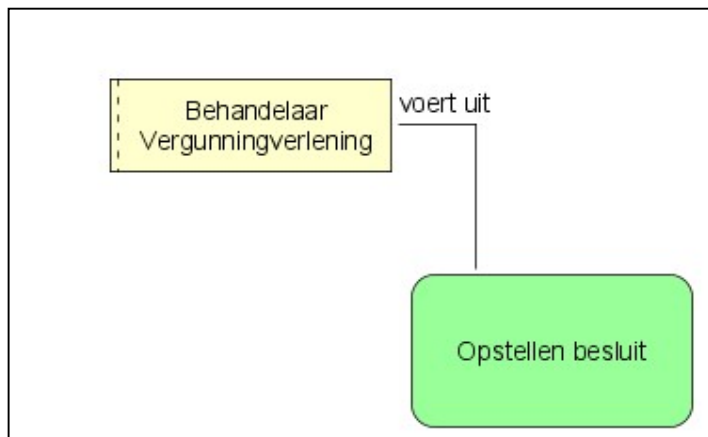 Behandelaar
Vergunningverlening
voert uit
Opstellen besluit